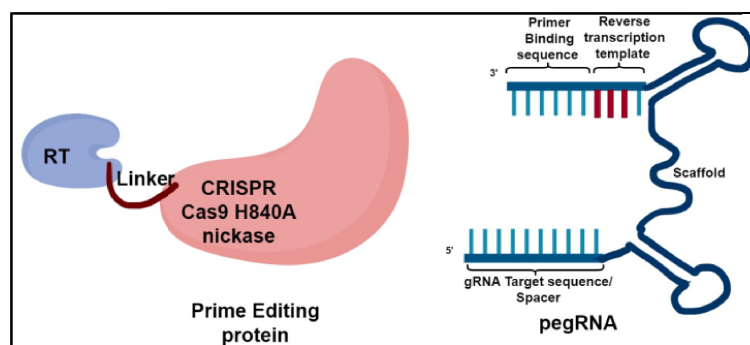 RT
Linker
CRISPR
Cas9 H840A
nickase
Prime Editing
protein
Primer
Binding
sequence
Reverse
transcription
template
3'
Scaffold
5'
gRNA Target sequence/
Spacer
pegRNA